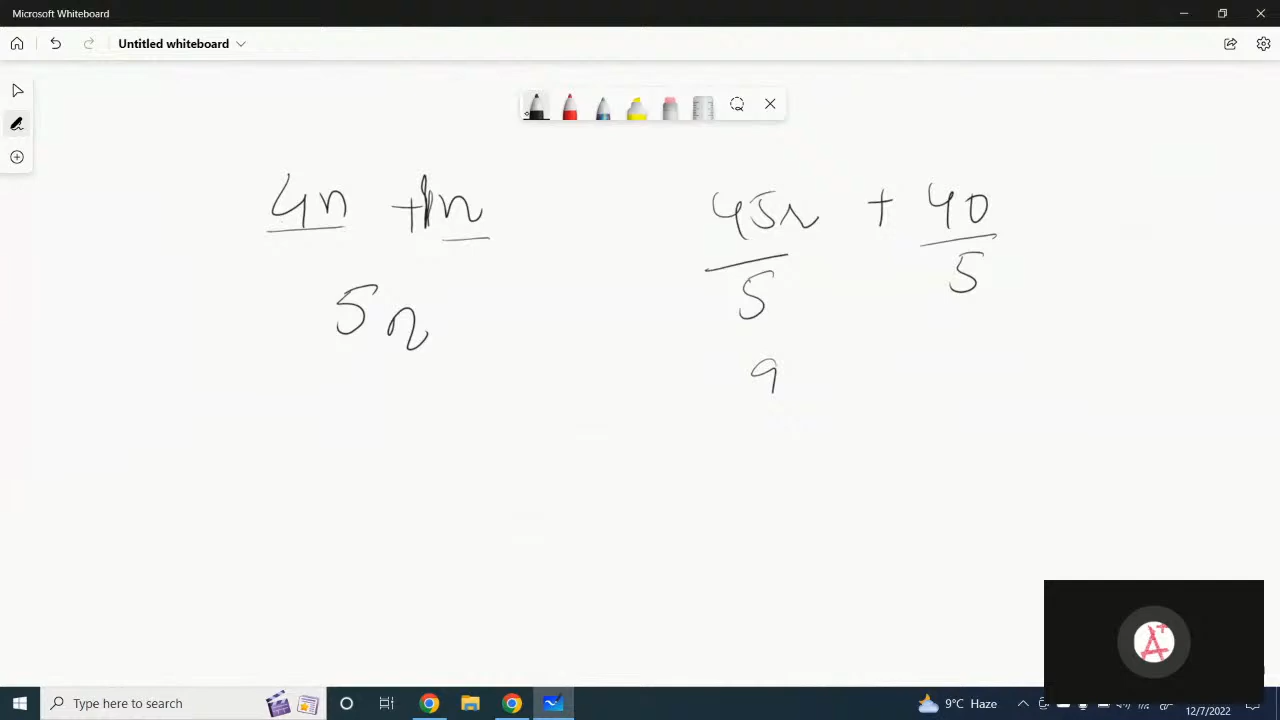 Microsoft Whiteboard
Untitled whiteboard
4n + 1n
5n
45n + 40
5 5
9
A+
Type here to search
9°C Haze
12/7/2022